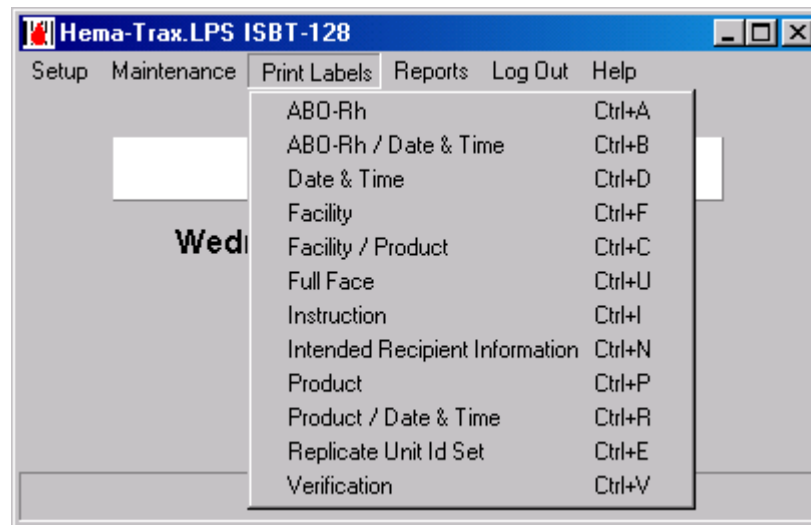 Hema-Trax.LPS ISBT-128
Setup Maintenance Print Labels Reports Log Out Help
ABO-Rh Ctrl+A
ABO-Rh / Date & Time Ctrl+B
Date & Time Ctrl+D
Facility Ctrl+F
Facility / Product Ctrl+C
Full Face Ctrl+U
Instruction Ctrl+I
Intended Recipient Information Ctrl+N
Product Ctrl+P
Product / Date & Time Ctrl+R
Replicate Unit Id Set Ctrl+E
Verification Ctrl+V